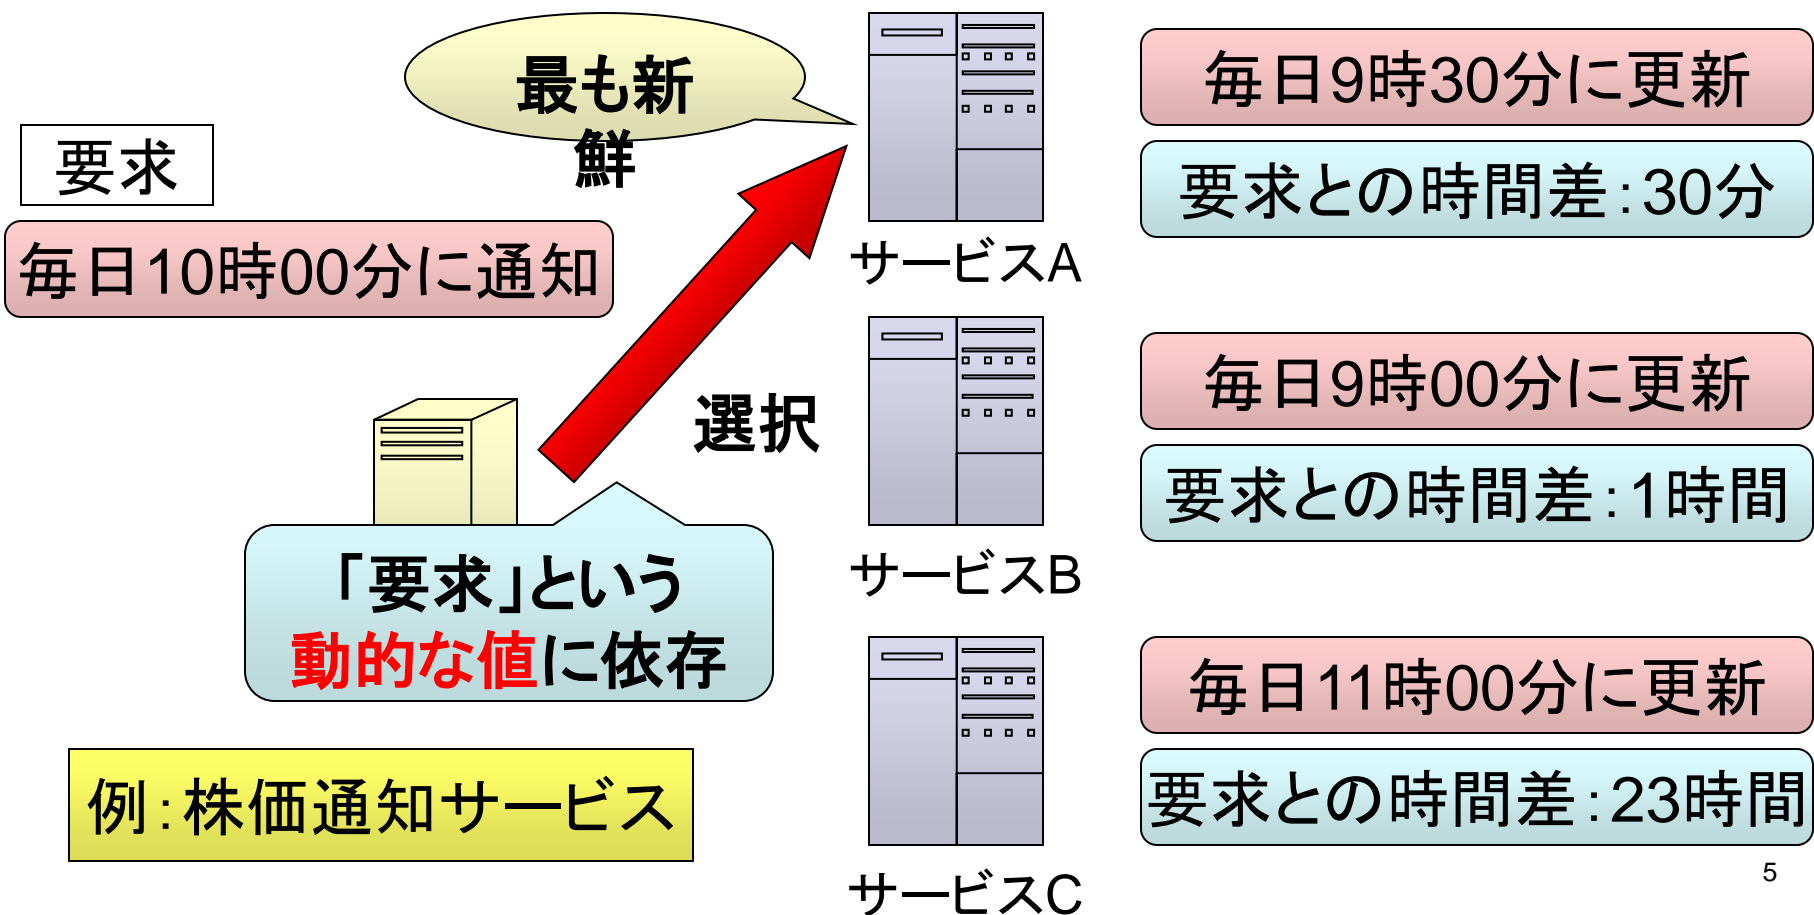 最も新
鮮
要求
毎日10時00分に通知
毎日9時30分に更新
要求との時間差：30分
サービスA
選択
毎日9時00分に更新
要求との時間差：1時間
サービスB
「要求」という
動的な値に依存
毎日11時00分に更新
要求との時間差：23時間
サービスC
例：株価通知サービス
5